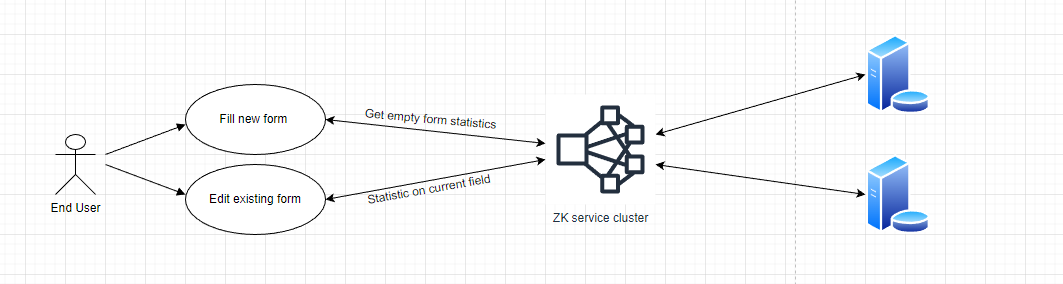 Fill new form
Get empty form statistics
Edit existing form
Statistic on current field
End User
ZK service cluster